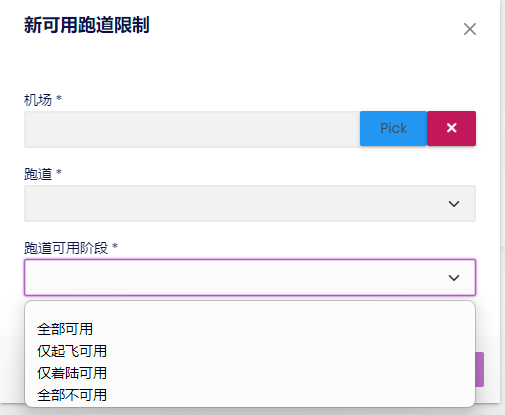 新可用跑道限制
机场 *
Pick
跑道 *
跑道可用阶段 *
全部可用
仅起飞可用
仅着陆可用
全部不可用